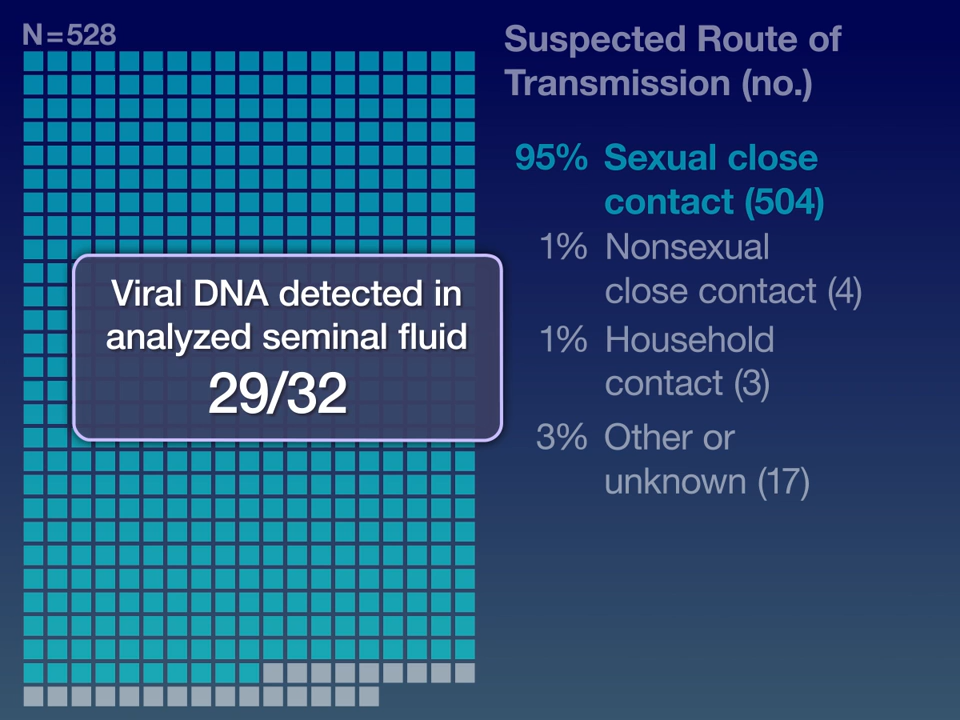 N=528
Suspected Route of
Transmission (no.)
95% Sexual close
contact (504)
1% Nonsexual
close contact (4)
1% Household
contact (3)
3% Other or
unknown (17)
Viral DNA detected in
analyzed seminal fluid
29/32